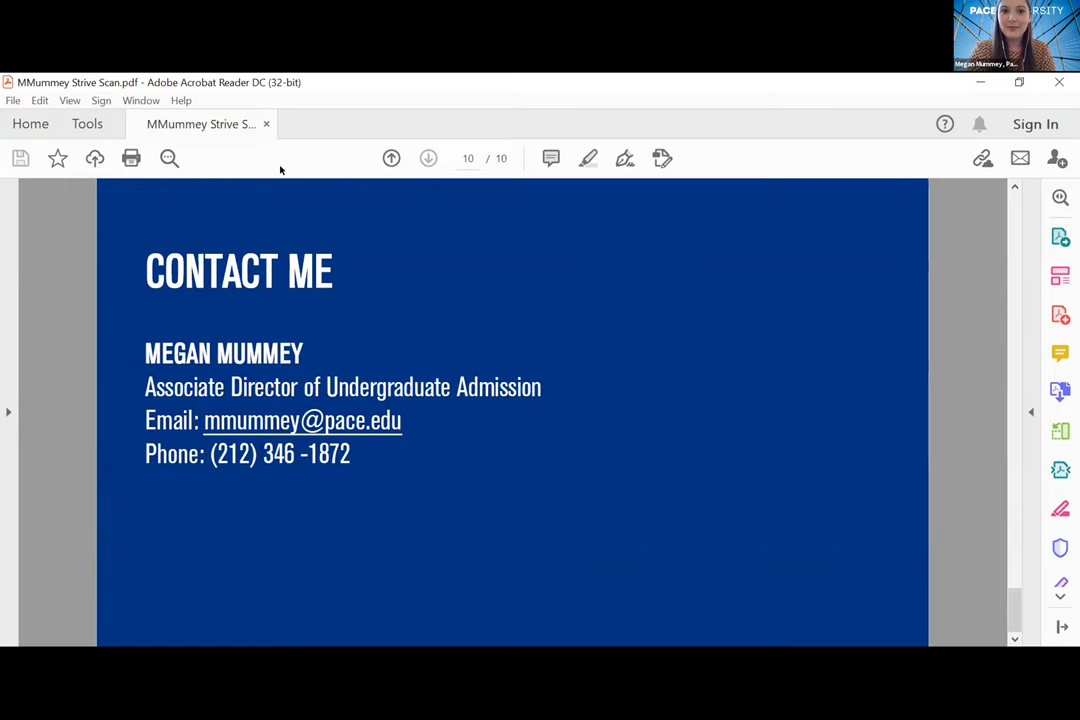 PACE RSITY
Megan Mummey, Pa...
MMummey Strive Scan.pdf - Adobe Acrobat Reader DC (32-bit)
File Edit View Sign Window Help
Home Tools MMummey Strive S... ×
Sign In
10 / 10
CONTACT ME
MEGAN MUMMEY
Associate Director of Undergraduate Admission
Email: mmummey@pace.edu
Phone: (212) 346 -1872